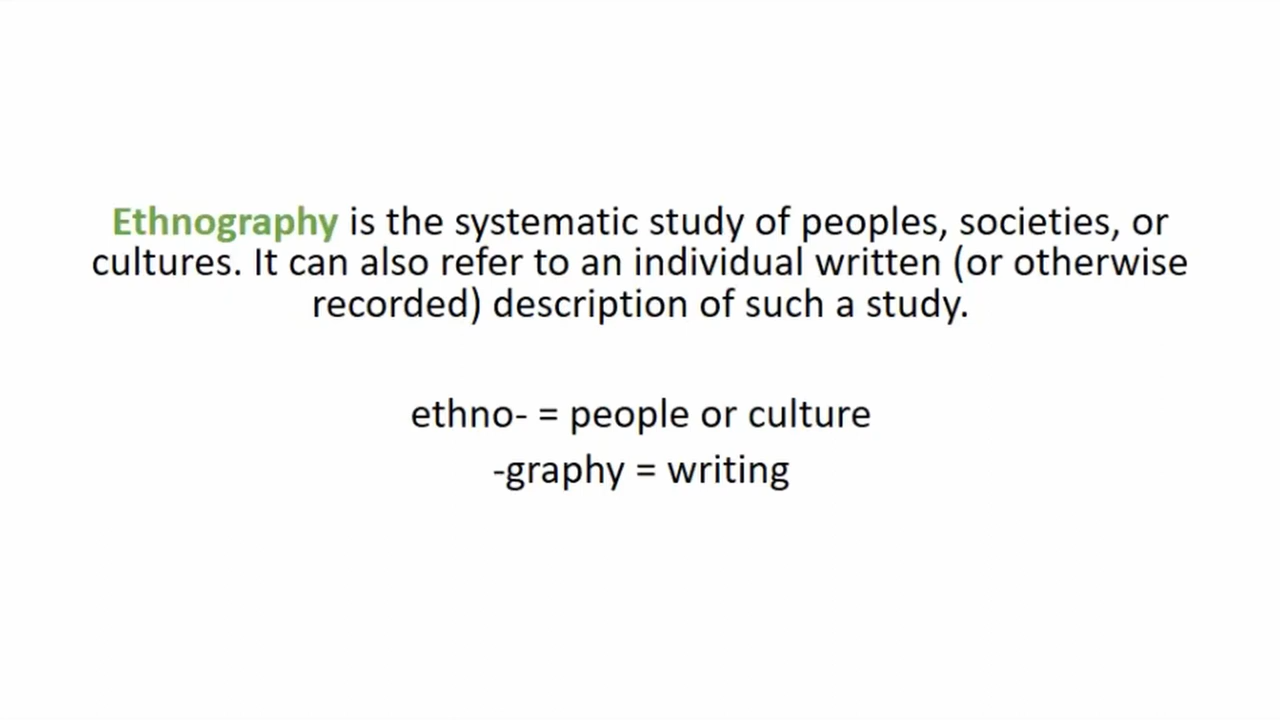 Ethnography is the systematic study of peoples, societies, or
cultures. It can also refer to an individual written (or otherwise
recorded) description of such a study.
ethno- = people or culture
-graphy = writing